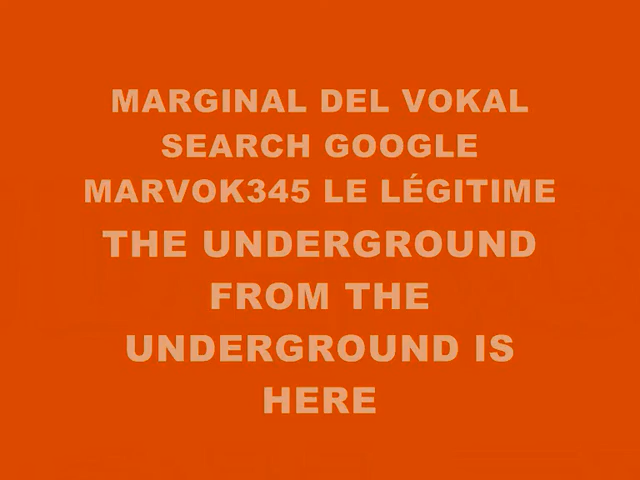 MARGINAL DEL VOKAL
SEARCH GOOGLE
MARVOK345 LE LÉGITIME
THE UNDERGROUND
FROM THE
UNDERGROUND IS
HERE